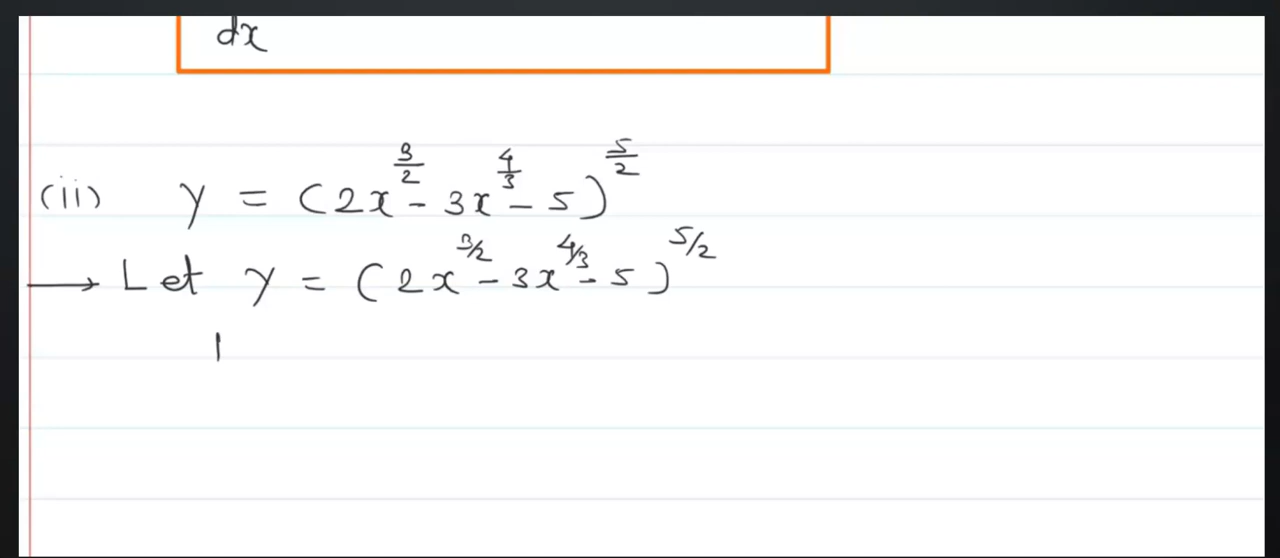 dx
(ii) y = (2x^{3/2} - 3x^{4/3} - 5)^{5/2}
→ Let y = (2x^{3/2} - 3x^{4/3} - 5)^{5/2}